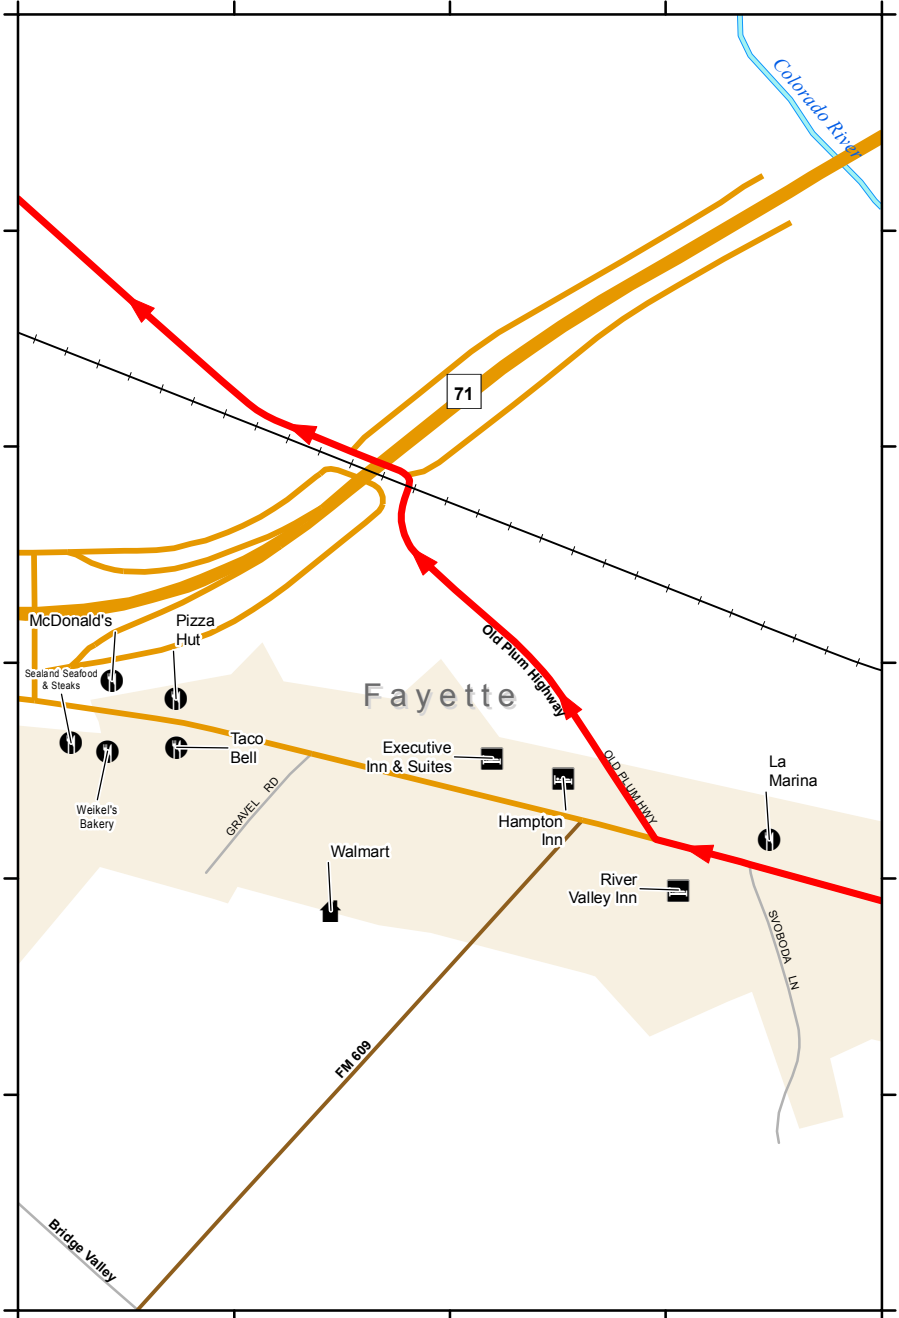 Colorado River
71
McDonald's
Pizza
Hut
Old Plum Highway
Sealand Seafood
& Steaks
Fayette
Taco
Bell
Executive
Inn & Suites
OLD PLUM HWY
La
Marina
GRAVEL RD
Weikel's
Bakery
Hampton
Inn
Walmart
River
Valley Inn
SVOBODA LN
FM 609
Bridge Valley